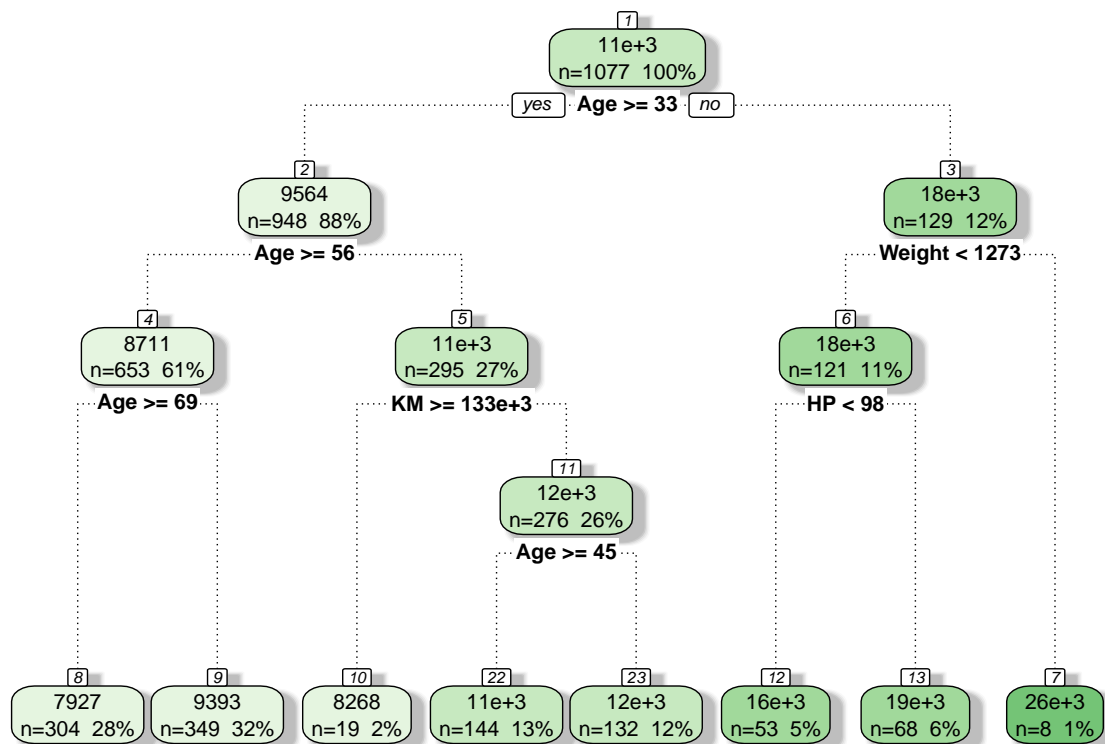 1
11e+3
n=1077 100%
yes Age >= 33 no
2
9564
n=948 88%
Age >= 56
3
18e+3
n=129 12%
Weight < 1273
4
8711
n=653 61%
Age >= 69
5
11e+3
n=295 27%
KM >= 133e+3
6
18e+3
n=121 11%
HP < 98
11
12e+3
n=276 26%
Age >= 45
8
7927
n=304 28%
9
9393
n=349 32%
10
8268
n=19 2%
22
11e+3
n=144 13%
23
12e+3
n=132 12%
12
16e+3
n=53 5%
13
19e+3
n=68 6%
7
26e+3
n=8 1%